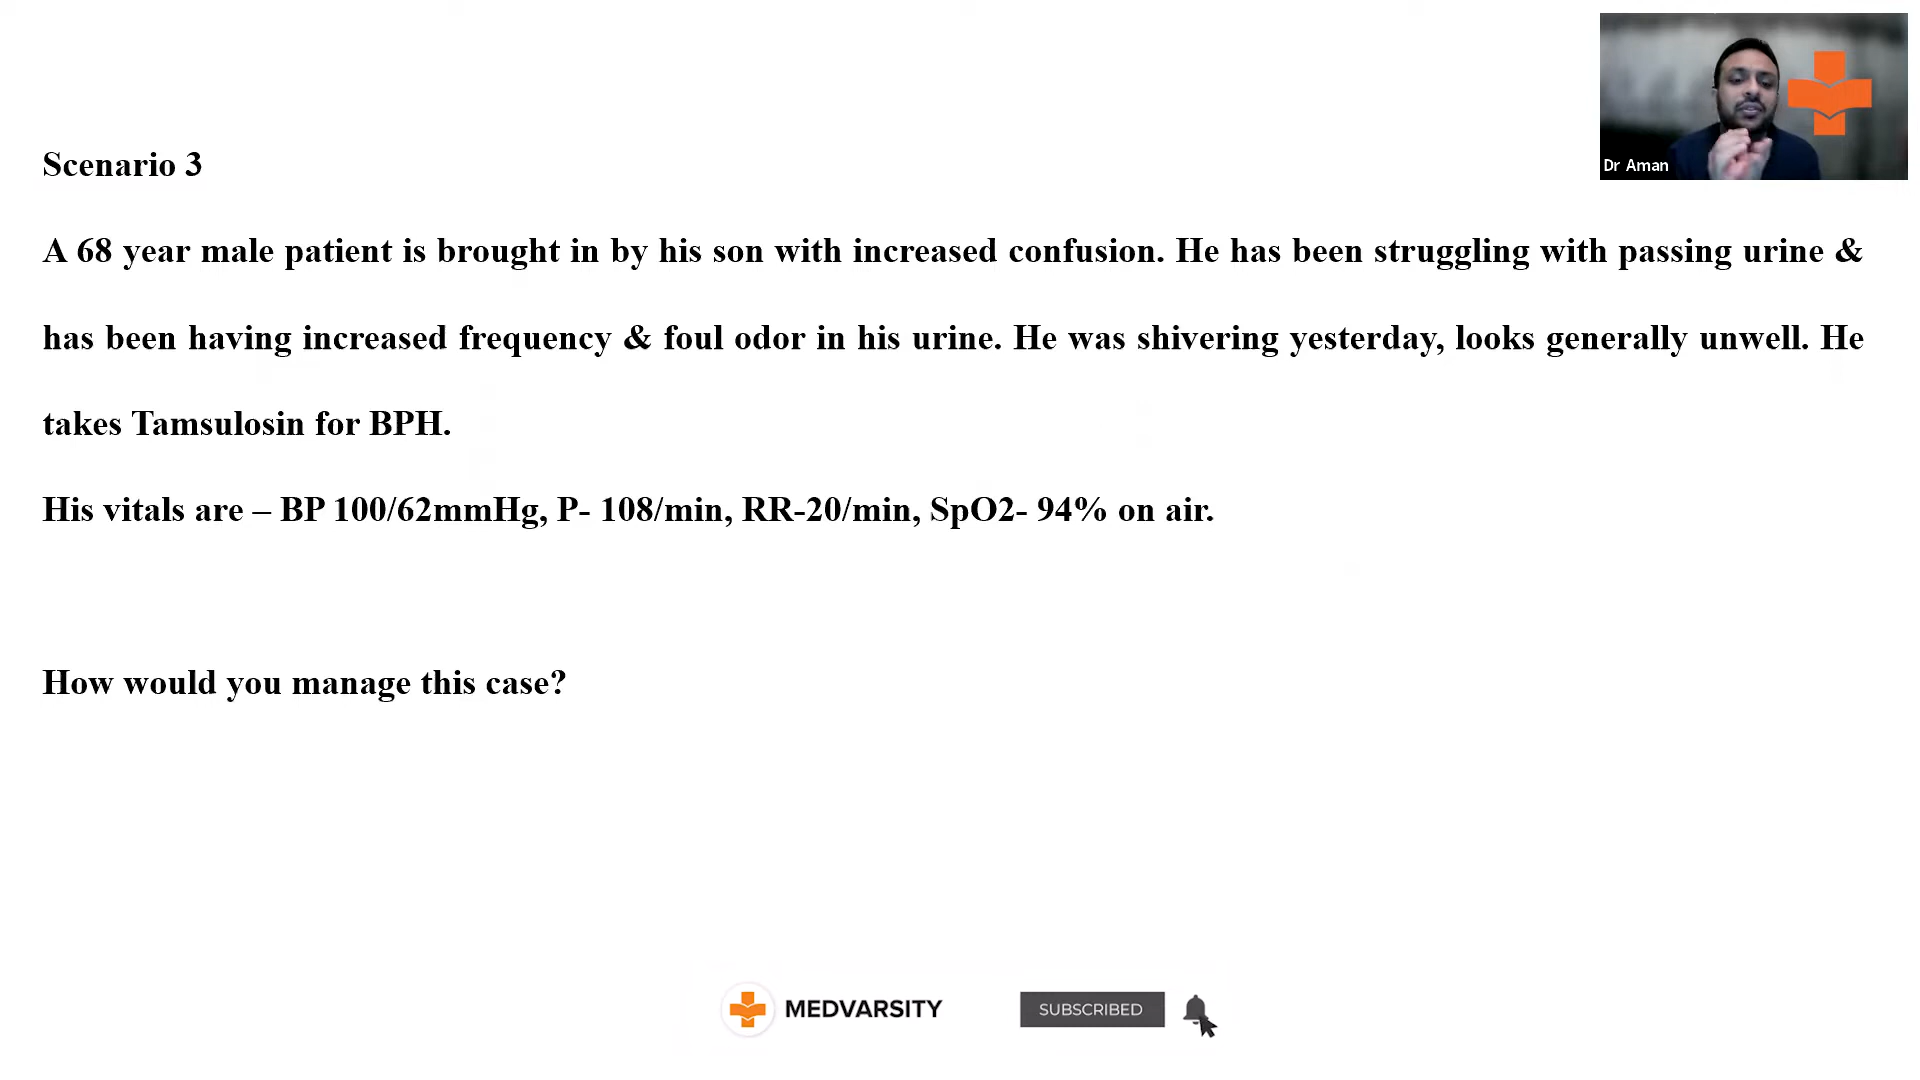 Dr Aman
Scenario 3
A 68 year male patient is brought in by his son with increased confusion. He has been struggling with passing urine &
has been having increased frequency & foul odor in his urine. He was shivering yesterday, looks generally unwell. He
takes Tamsulosin for BPH.
His vitals are – BP 100/62mmHg, P- 108/min, RR-20/min, SpO2- 94% on air.
How would you manage this case?
MEDVARSITY
SUBSCRIBED